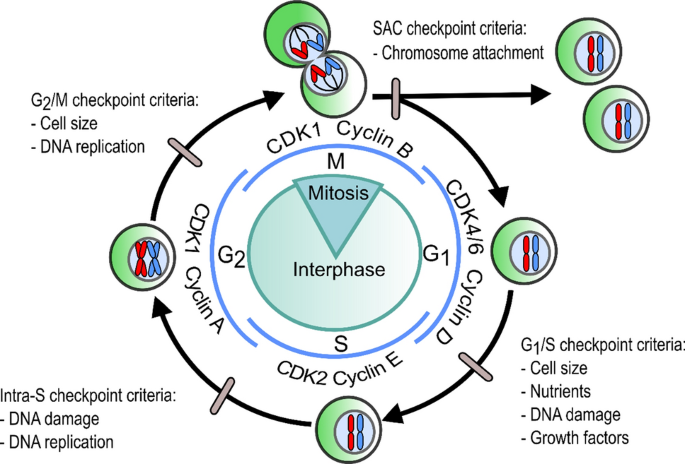 SAC checkpoint criteria:
- Chromosome attachment
G2/M checkpoint criteria:
- Cell size
- DNA replication
CDK1 Cyclin B
M
Mitosis
CDK4/6 Cyclin D
CDK1 Cyclin A
G2
G1
Interphase
S
CDK2 Cyclin E
G1/S checkpoint criteria:
- Cell size
- Nutrients
- DNA damage
- Growth factors
Intra-S checkpoint criteria:
- DNA damage
- DNA replication